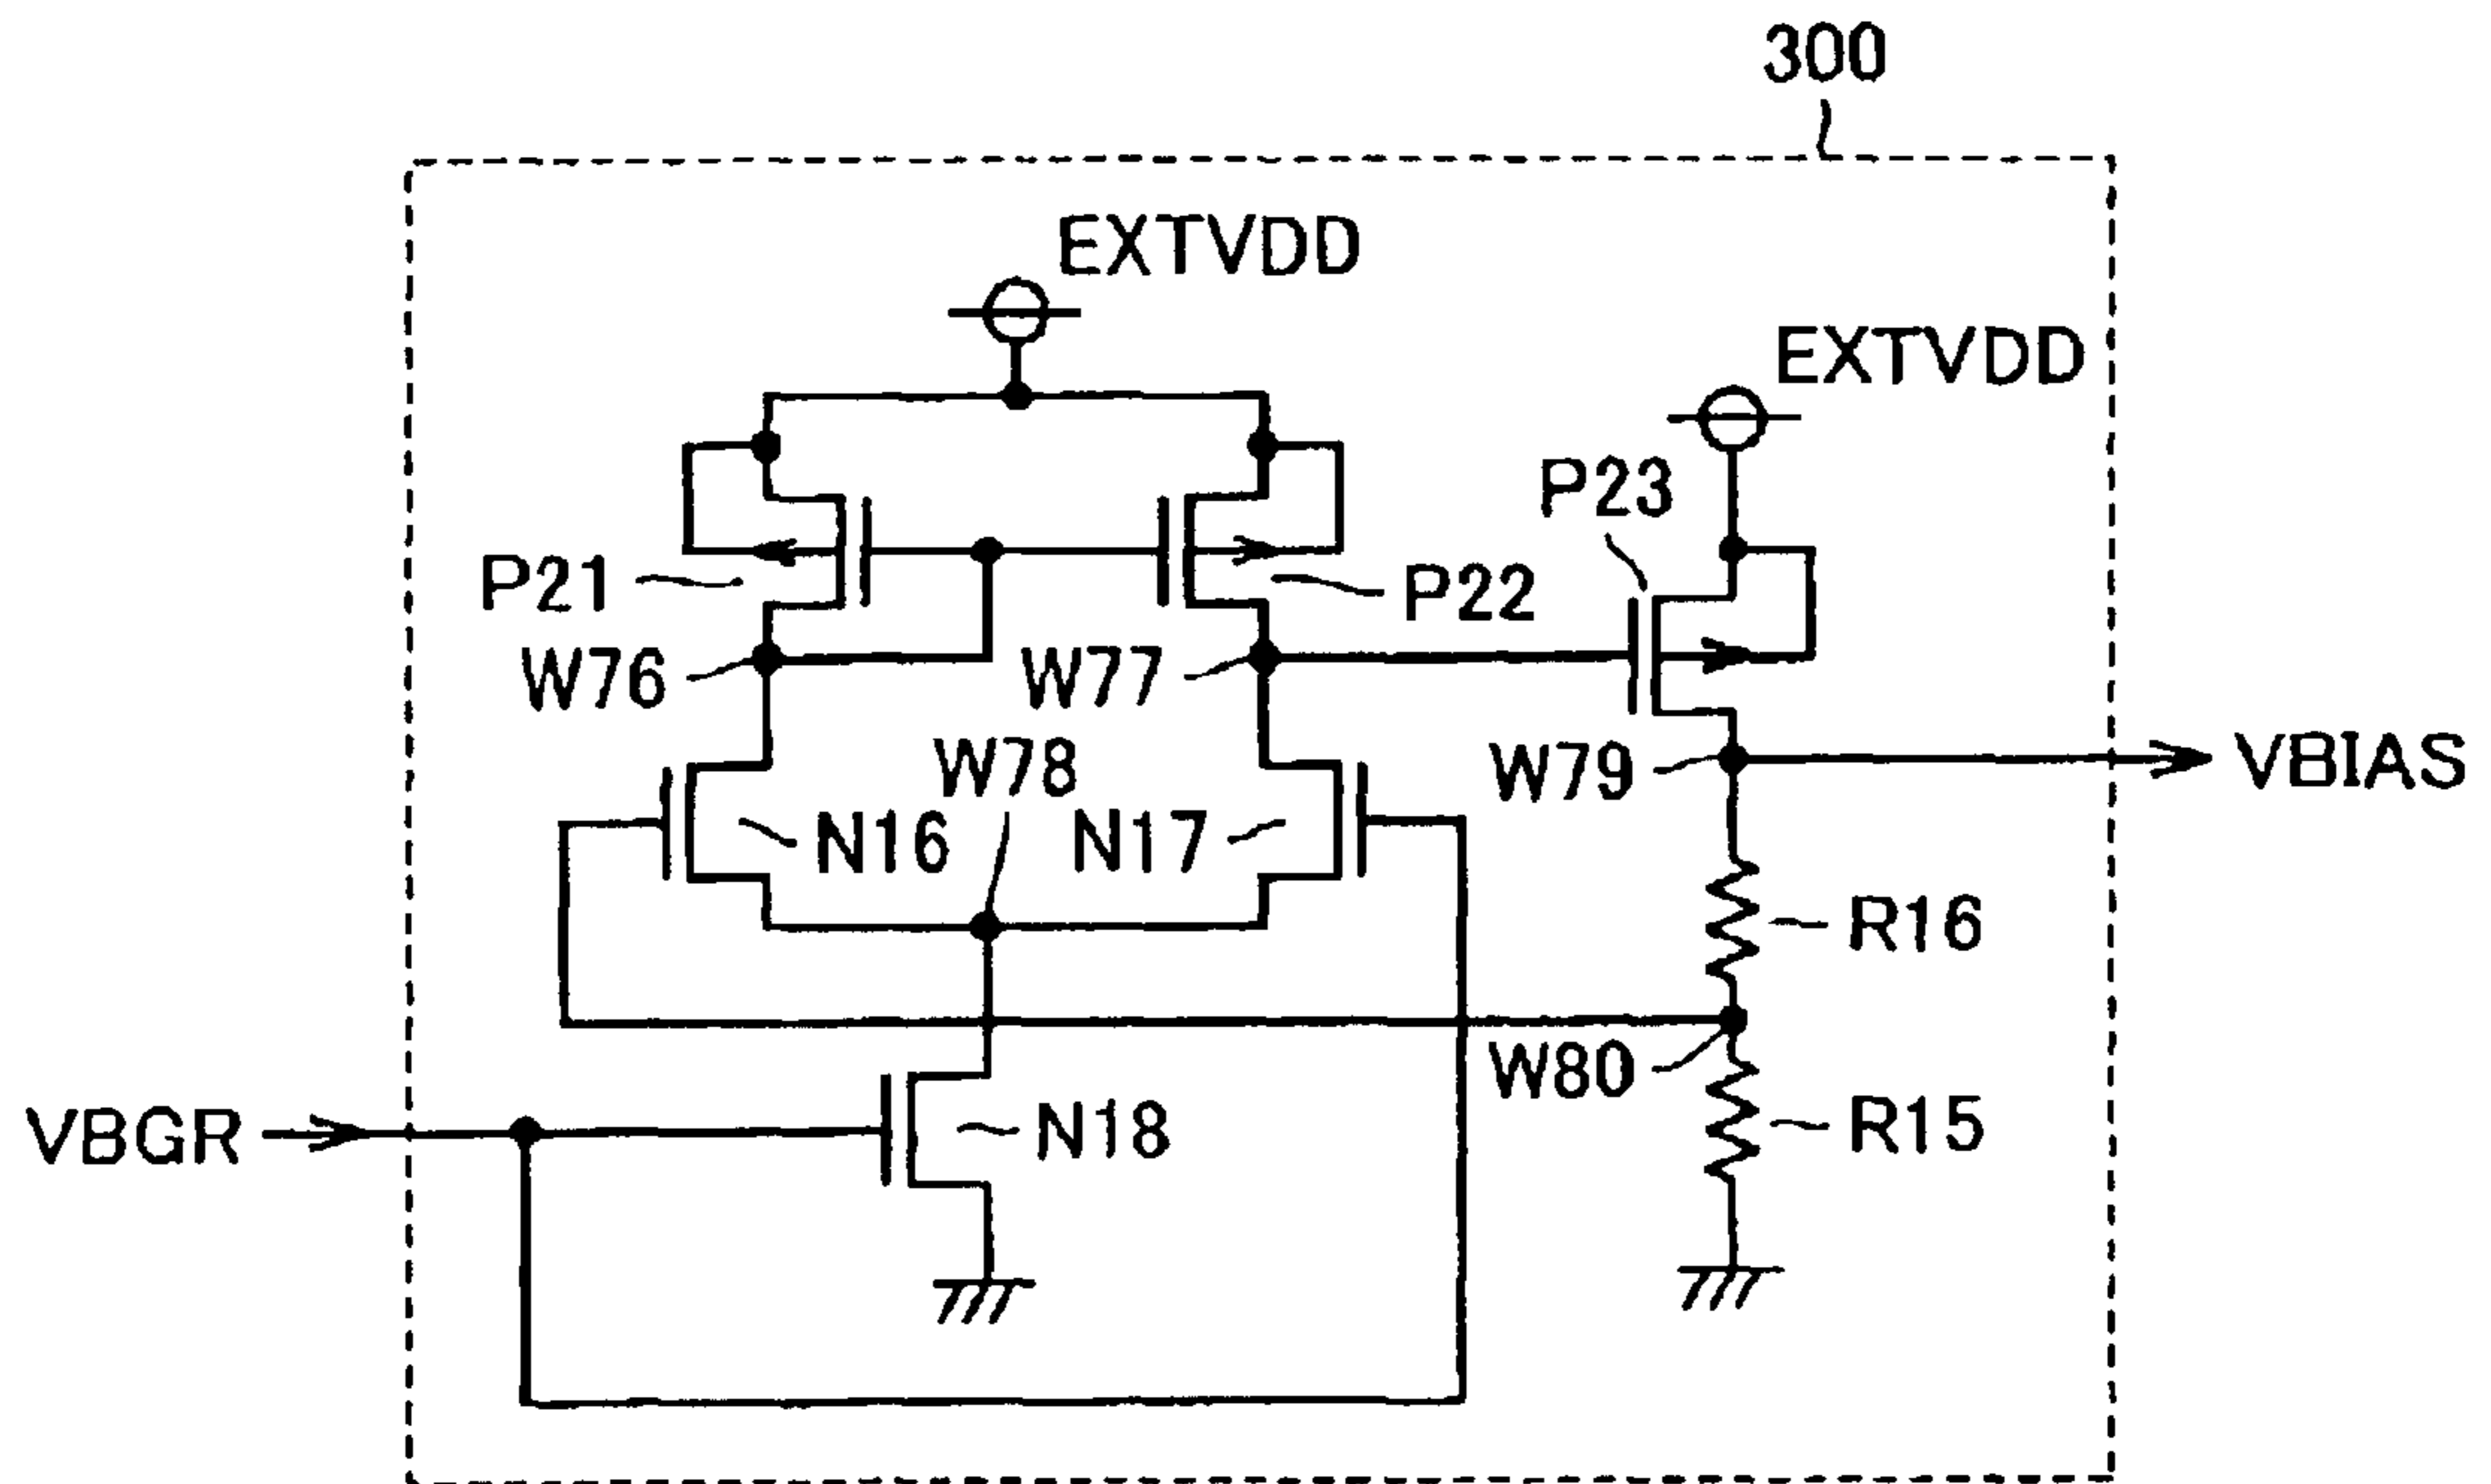 300
EXTVDD
EXTVDD
P23
P21
P22
W76
W77
W78
W79
VBIAS
N16
N17
R16
W80
VBGR
N18
R15